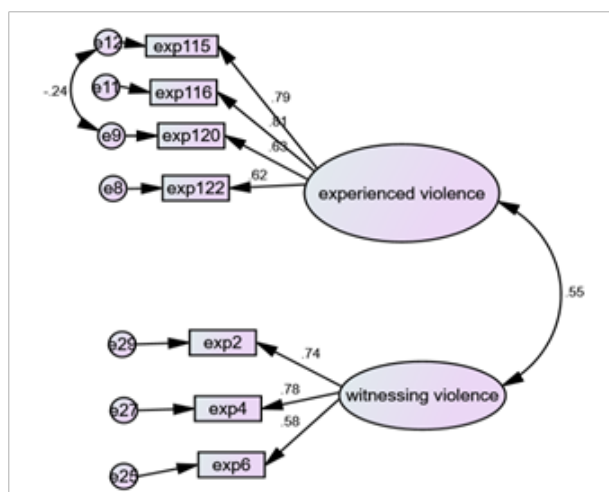 e12
exp115
e11
exp116
-.24
e9
exp120
e8
exp122
.79
.81
.63
.62
experienced violence
.55
e29
exp2
.74
e27
exp4
.78
witnessing violence
.58
e25
exp6